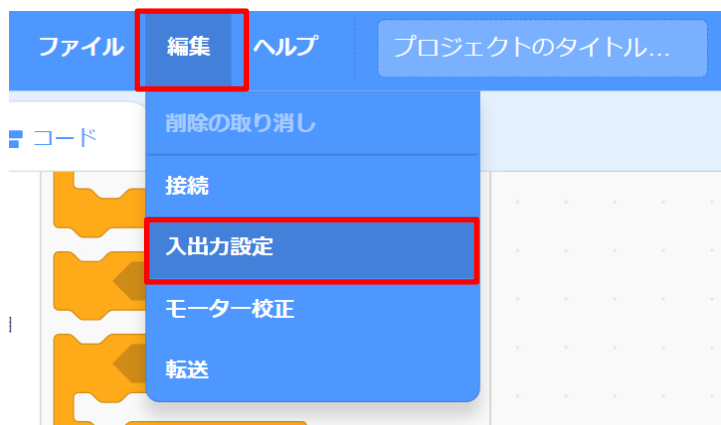 ファイル 編集 ヘルプ プロジェクトのタイトル...
コード
削除の取り消し
接続
入出力設定
モーター校正
転送